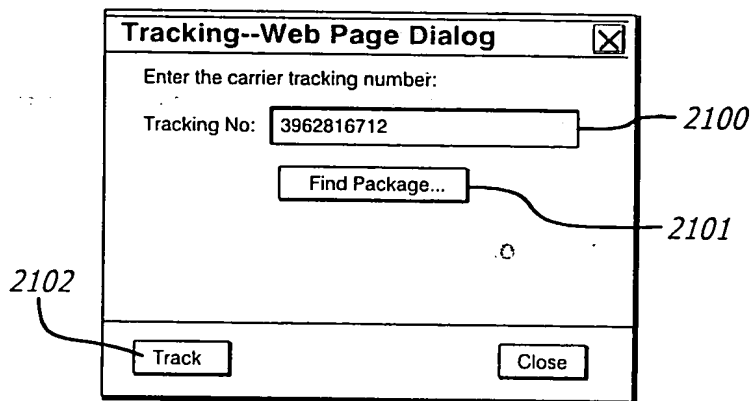 Tracking--Web Page Dialog
Enter the carrier tracking number:
Tracking No: 3962816712
2100
Find Package...
2101
2102
Track
Close